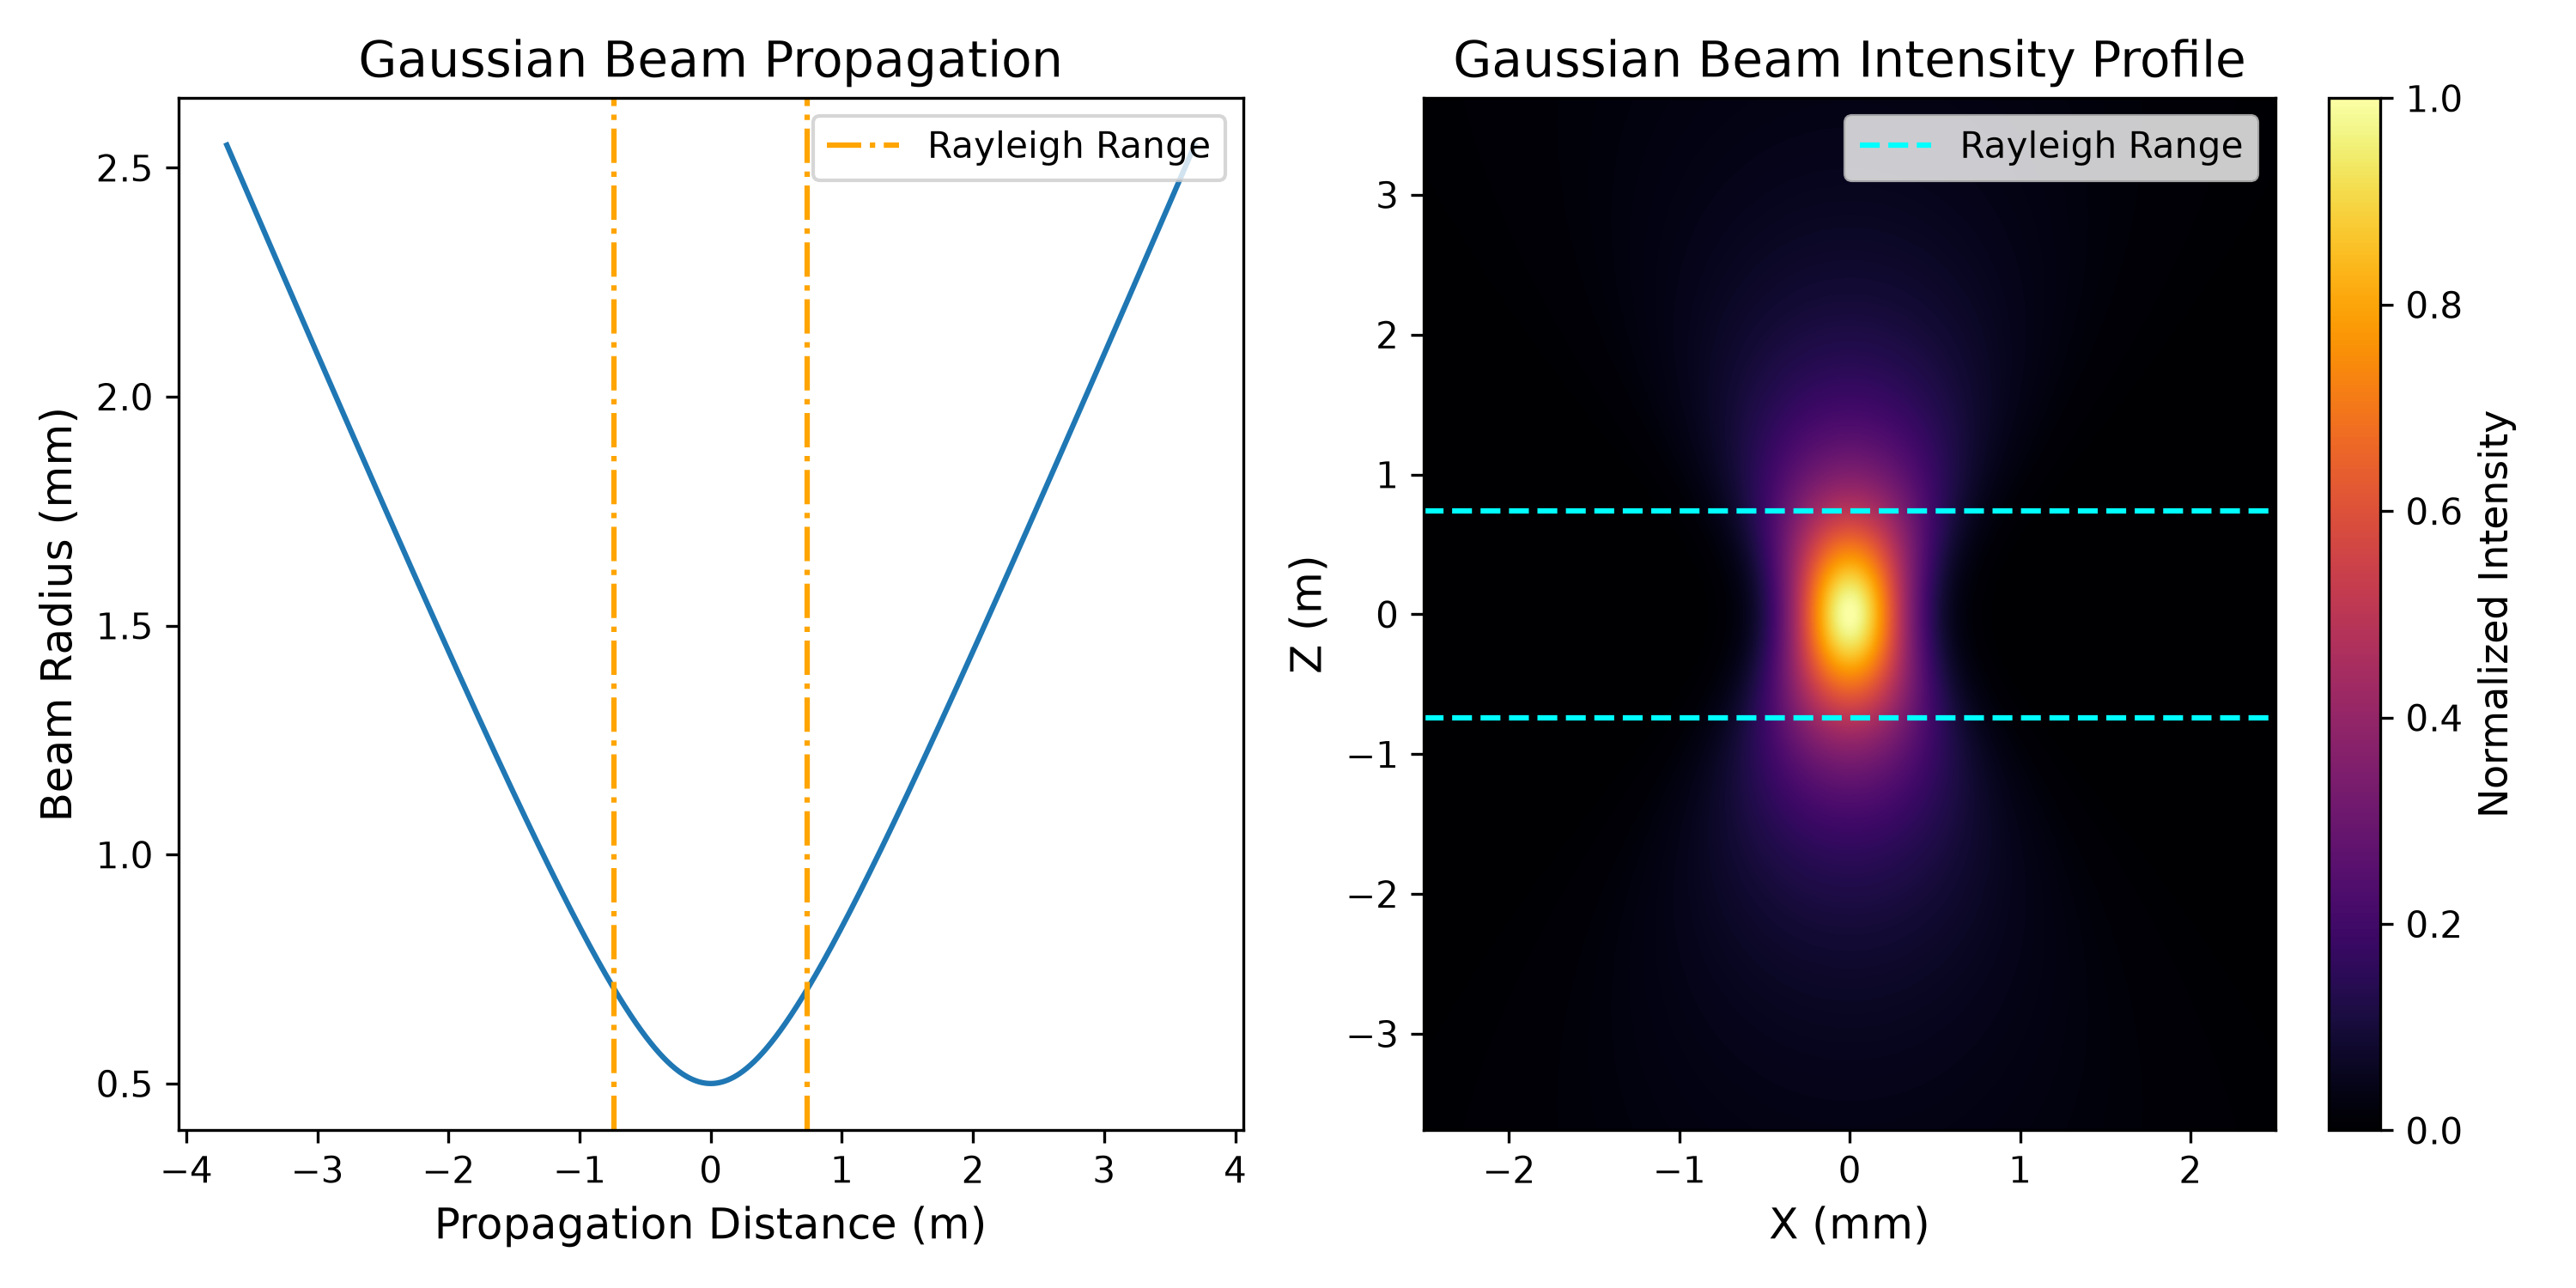 Gaussian Beam Propagation
Rayleigh Range
2.5
2.0
1.5
1.0
0.5
Beam Radius (mm)
−4 −3 −2 −1 0 1 2 3 4
Propagation Distance (m)
Gaussian Beam Intensity Profile
Rayleigh Range
3
2
1
0
−1
−2
−3
Z (m)
−2 −1 0 1 2
X (mm)
1.0
0.8
0.6
0.4
0.2
0.0
Normalized Intensity